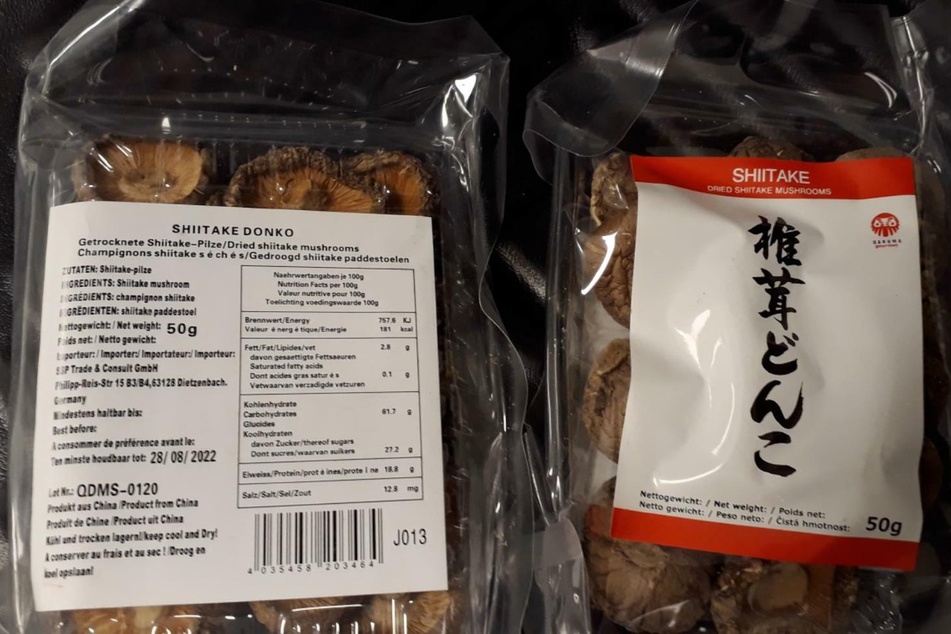 SHIITAKE DONKO
Getrocknete Shiitake-Pilze/Dried shiitake mushrooms
Champignons shiitake s é ch é s/Gedroogd shiitake paddestoelen
ZUTATEN: Shiitake-pilze
INGREDIENTS: Shiitake mushroom
INGRÉDIENTS: champignon shiitake
INGREDIENTEN: shiitake paddestoel
Nettogewicht: / Net weight: 50g
Poids net: / Netto gewicht:
Importeur:/ Importer:/ Importateur:/ Importeur:
SSP Trade & Consult GmbH
Philipp-Reis-Str 15 B3/B4,63128 Dietzenbach.
Germany
Mindestens haltbar bis:
Best before:
A consommer de préférence avant le:
Ten minste houdbaar tot: 28/ 08/ 2022
Lot Nr.: QDMS-0120
Produkt aus China /Product from China
Produit de Chine /Product uit China
Kühl und trocken lagern!/keep cool and Dry!
A conserver au frais et au sec ! /Droog en
koel opslaan!
Naehrwertangaben je 100g
Nutrition Facts per 100g
Valeur nutritive pour 100g
Toelichting voedingswaarde 100g
Brennwert/Energy 757.6 KJ
Valeur é nerg é tique/Energie 181 kcal
Fett/Fat/Lipides/vet 2.8 g
davon gesaettigte Fettsaeuren
Saturated fatty acids
Dont acides gras satur é s 0.1 g
Vetwaarvan verzadigde vetzuren
Kohlenhydrate
Carbohydrates 61.7 g
Glucides
Koolhydraten
davon Zucker/thereof sugars
Dont sucres/waarvan suikers 27.2 g
Eiweiss/Protein/prot é ines/prote i ne 18.8 g
Salz/Salt/Sel/Zout 12.8 mg
4 035458 203464
J013
SHIITAKE
DRIED SHIITAKE MUSHROOMS
椎茸どんこ
DARUMA
Nettogewicht: / Net weight: / Poids net:
Netto gewicht: / Peso neto: / Čistá hmotnost: 50g